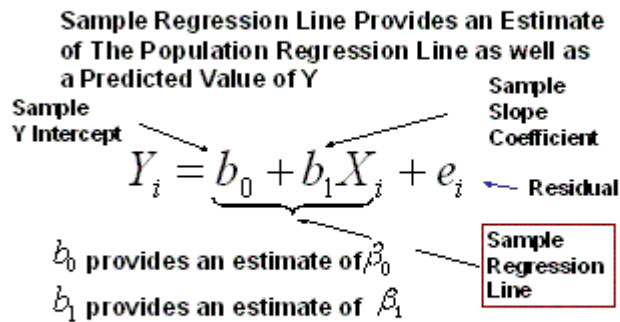 Sample Regression Line Provides an Estimate
of The Population Regression Line as well as
a Predicted Value of Y
Sample
Y Intercept
Sample
Slope
Coefficient
Yᵢ = b₀ + b₁Xᵢ + eᵢ
Residual
Sample
Regression
Line
b₀ provides an estimate of β₀
b₁ provides an estimate of β₁